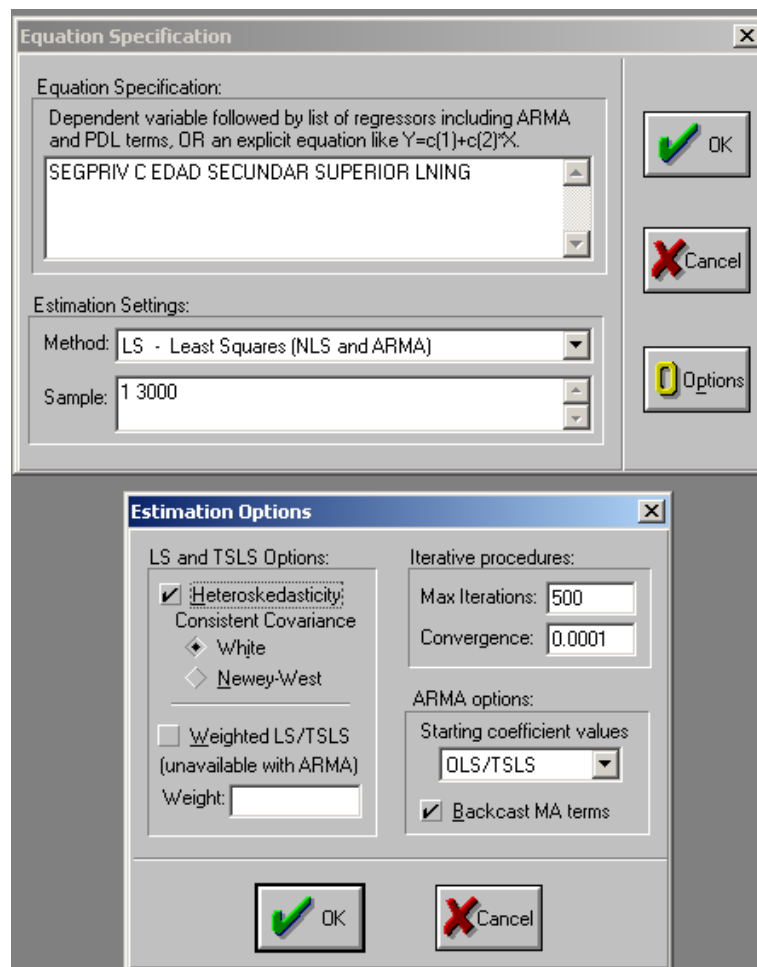 Equation Specification
Equation Specification:
Dependent variable followed by list of regressors including ARMA
and PDL terms, OR an explicit equation like Y=c(1)+c(2)*X.
SEGPRIV C EDAD SECUNDAR SUPERIOR LNING
OK
Cancel
Options
Estimation Settings:
Method: LS - Least Squares (NLS and ARMA)
Sample: 1 3000
Estimation Options
LS and TSLS Options:
Heteroskedasticity
Consistent Covariance
White
Newey-West
Weighted LS/TSLS
(unavailable with ARMA)
Weight:
Iterative procedures:
Max Iterations: 500
Convergence: 0.0001
ARMA options:
Starting coefficient values
OLS/TSLS
Backcast MA terms
OK
Cancel